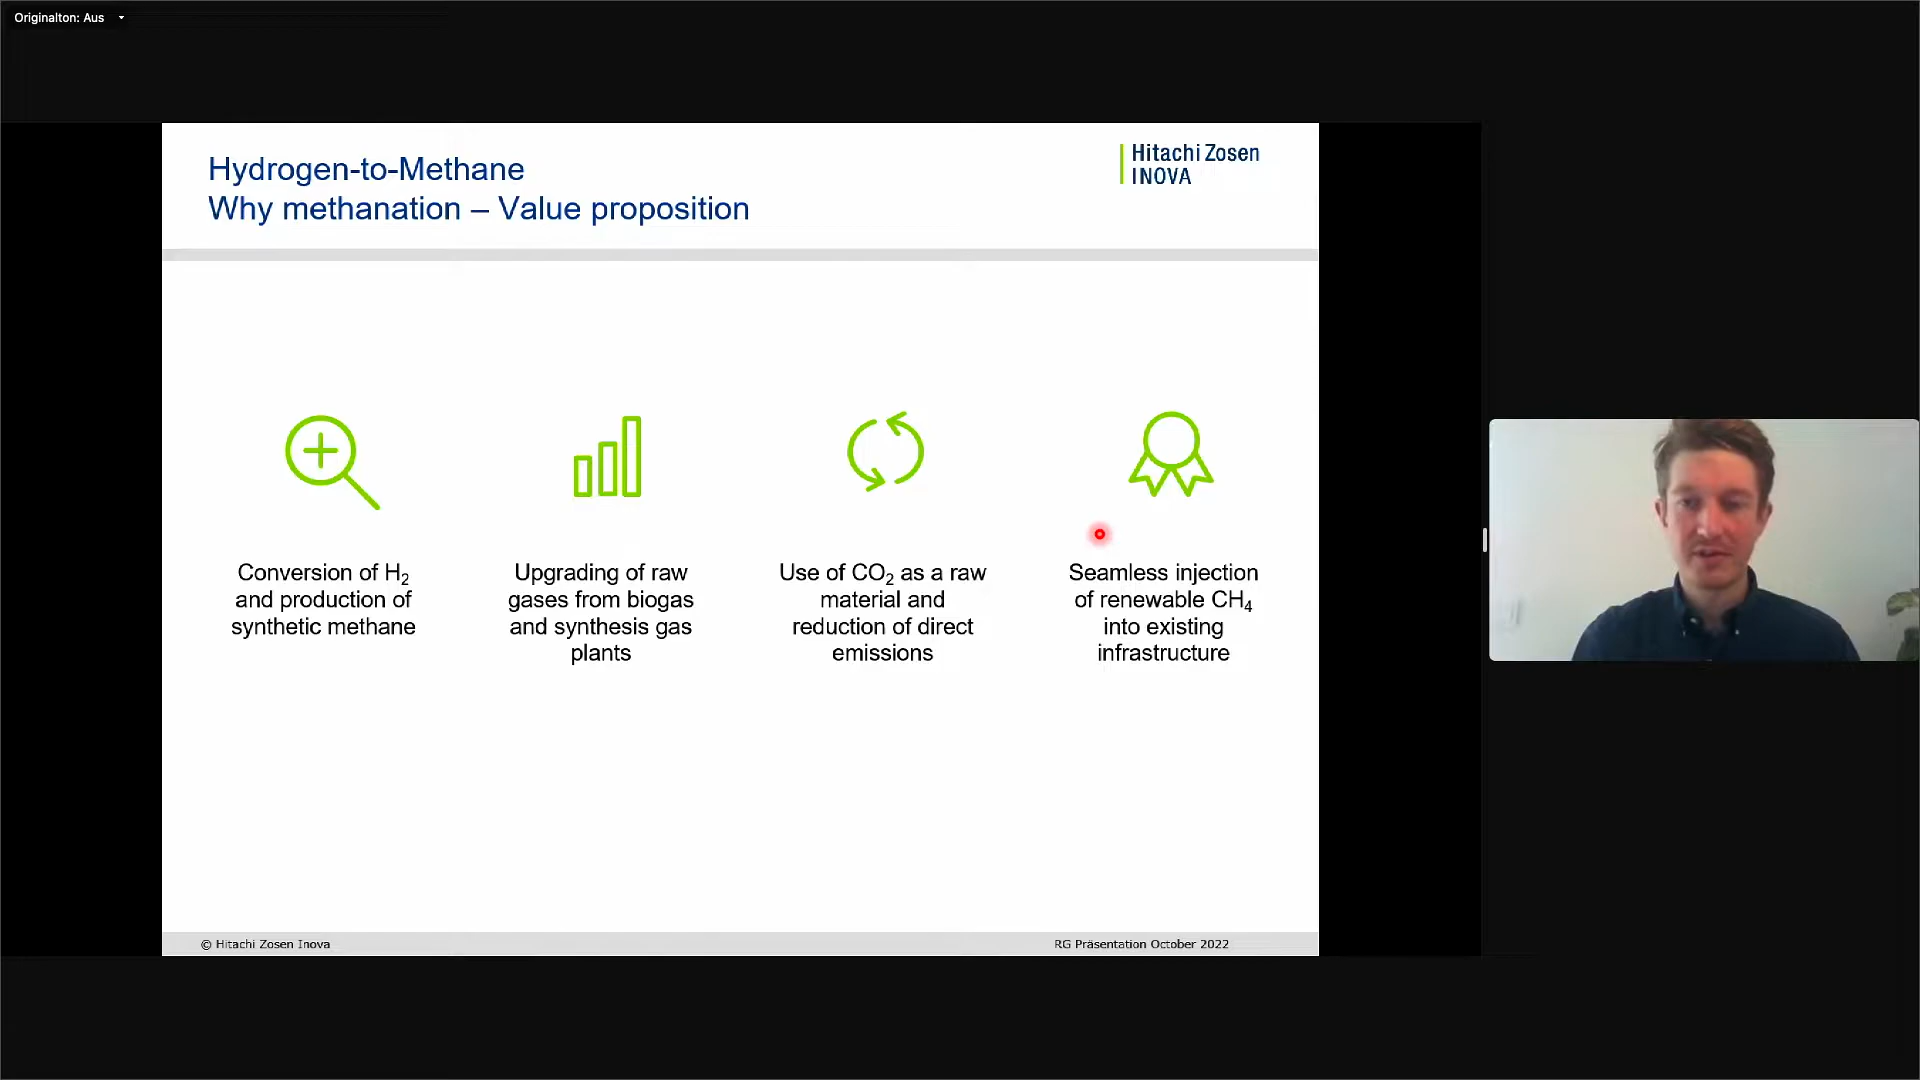 Originalton: Aus
Hydrogen-to-Methane
Why methanation – Value proposition
Hitachi Zosen
INOVA
Conversion of H₂
and production of
synthetic methane
Upgrading of raw
gases from biogas
and synthesis gas
plants
Use of CO₂ as a raw
material and
reduction of direct
emissions
Seamless injection
of renewable CH₄
into existing
infrastructure
© Hitachi Zosen Inova
RG Präsentation October 2022